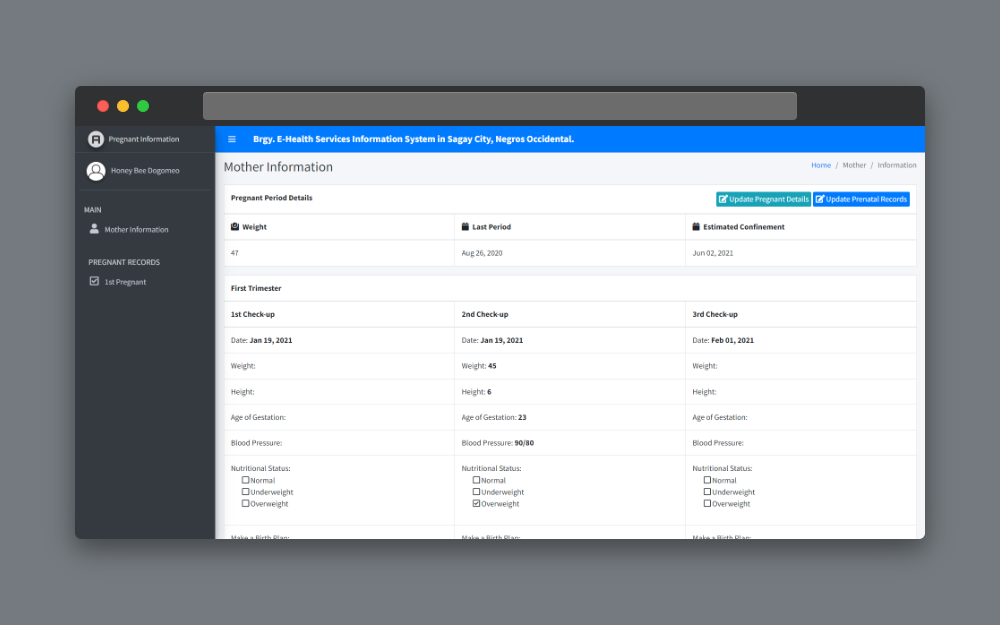 Pregnant Information
Brgy. E-Health Services Information System in Sagay City, Negros Occidental.
Honey Bee Dogomeo
MAIN
Mother Information
PREGNANT RECORDS
1st Pregnant
Mother Information
Home / Mother / Information
Pregnant Period Details
Update Pregnant Details Update Prenatal Records
Weight Last Period Estimated Confinement
47 Aug 26, 2020 Jun 02, 2021
First Trimester
1st Check-up 2nd Check-up 3rd Check-up
Date: Jan 19, 2021 Date: Jan 19, 2021 Date: Feb 01, 2021
Weight: Weight: 45 Weight:
Height: Height: 6 Height:
Age of Gestation: Age of Gestation: 23 Age of Gestation:
Blood Pressure: Blood Pressure: 90/80 Blood Pressure:
Nutritional Status: Nutritional Status: Nutritional Status:
Normal Normal Normal
Underweight Underweight Underweight
Overweight Overweight Overweight
Make a Birth Plan: Make a Birth Plan: Make a Birth Plan: